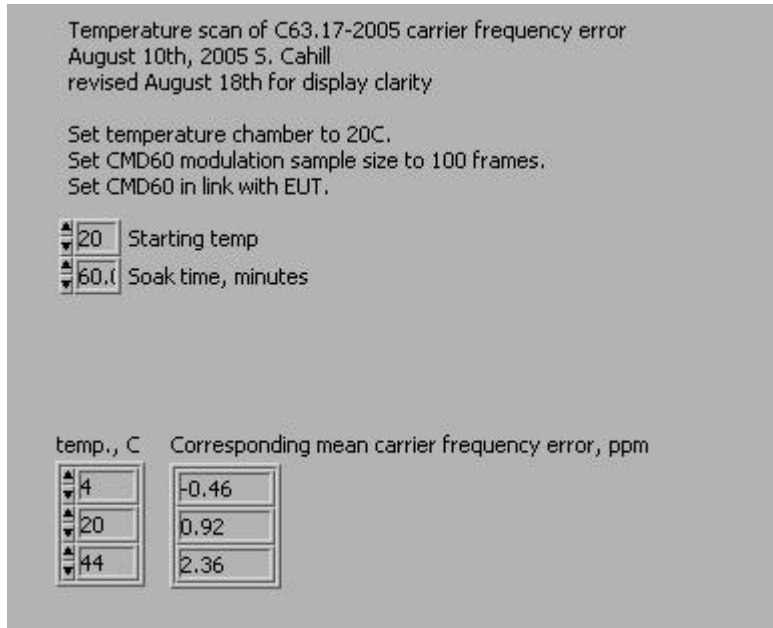 Temperature scan of C63.17-2005 carrier frequency error
August 10th, 2005 S. Cahill
revised August 18th for display clarity
Set temperature chamber to 20C.
Set CMD60 modulation sample size to 100 frames.
Set CMD60 in link with EUT.
20 Starting temp
60.( Soak time, minutes
temp., C Corresponding mean carrier frequency error, ppm
4 -0.46
20 0.92
44 2.36